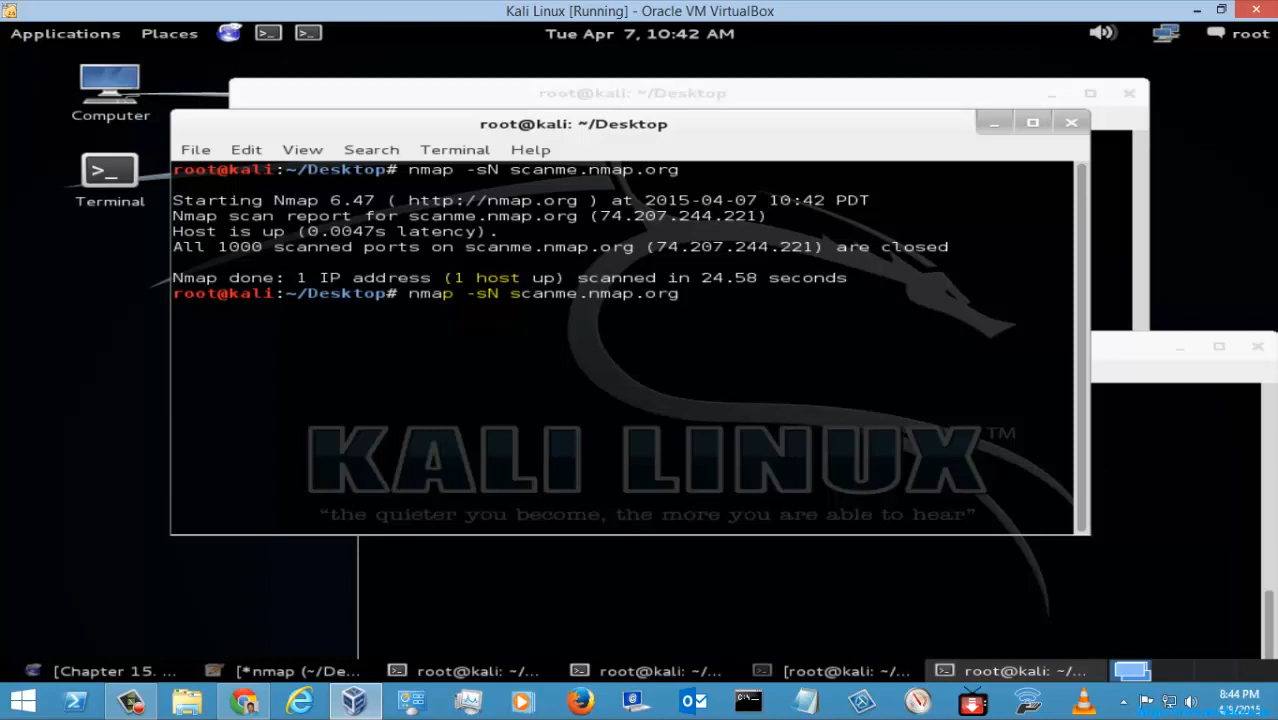 Kali Linux [Running] - Oracle VM VirtualBox
Applications Places Tue Apr 7, 10:42 AM root
Computer
Terminal
root@kali: ~/Desktop
root@kali: ~/Desktop
File Edit View Search Terminal Help
root@kali:~/Desktop# nmap -sN scanme.nmap.org
Starting Nmap 6.47 ( http://nmap.org ) at 2015-04-07 10:42 PDT
Nmap scan report for scanme.nmap.org (74.207.244.221)
Host is up (0.0047s latency).
All 1000 scanned ports on scanme.nmap.org (74.207.244.221) are closed
Nmap done: 1 IP address (1 host up) scanned in 24.58 seconds
root@kali:~/Desktop# nmap -sN scanme.nmap.org
KALI LINUX™
“the quieter you become, the more you are able to hear”
[Chapter 15. ... [*nmap (~/De... root@kali: ~/... root@kali: ~/... [root@kali: ~/... root@kali: ~/...
8:44 PM